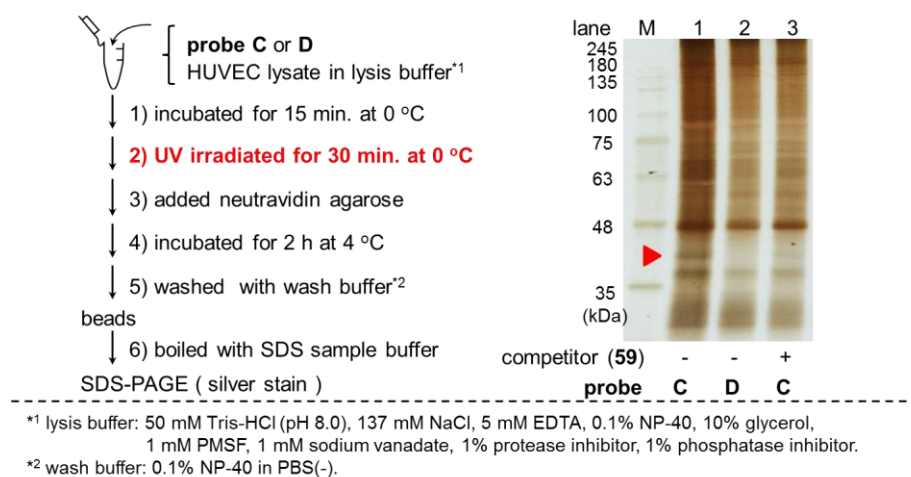 probe C or D
HUVEC lysate in lysis buffer*1
1) incubated for 15 min. at 0 °C
2) UV irradiated for 30 min. at 0 °C
3) added neutravidin agarose
4) incubated for 2 h at 4 °C
5) washed with wash buffer*2
beads
6) boiled with SDS sample buffer
SDS-PAGE ( silver stain )
lane M 1 2 3
245
180
135
100
75
63
48
35
(kDa)
competitor (59) - - +
probe C D C
*1 lysis buffer: 50 mM Tris-HCl (pH 8.0), 137 mM NaCl, 5 mM EDTA, 0.1% NP-40, 10% glycerol,
1 mM PMSF, 1 mM sodium vanadate, 1% protease inhibitor, 1% phosphatase inhibitor.
*2 wash buffer: 0.1% NP-40 in PBS(-).